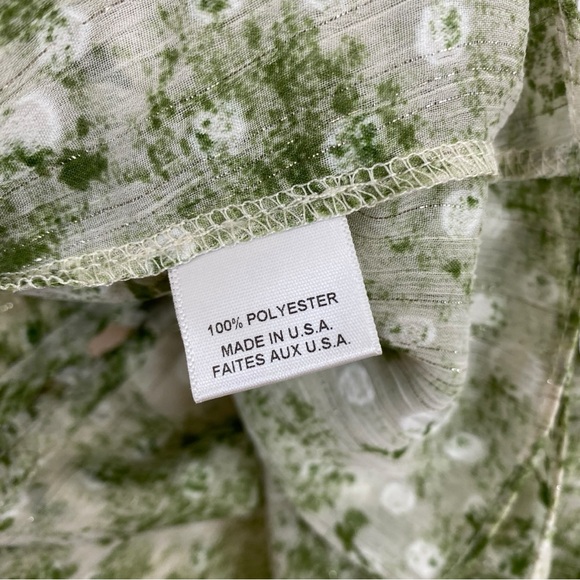 100% POLYESTER
MADE IN U.S.A.
FAITES AUX U.S.A.